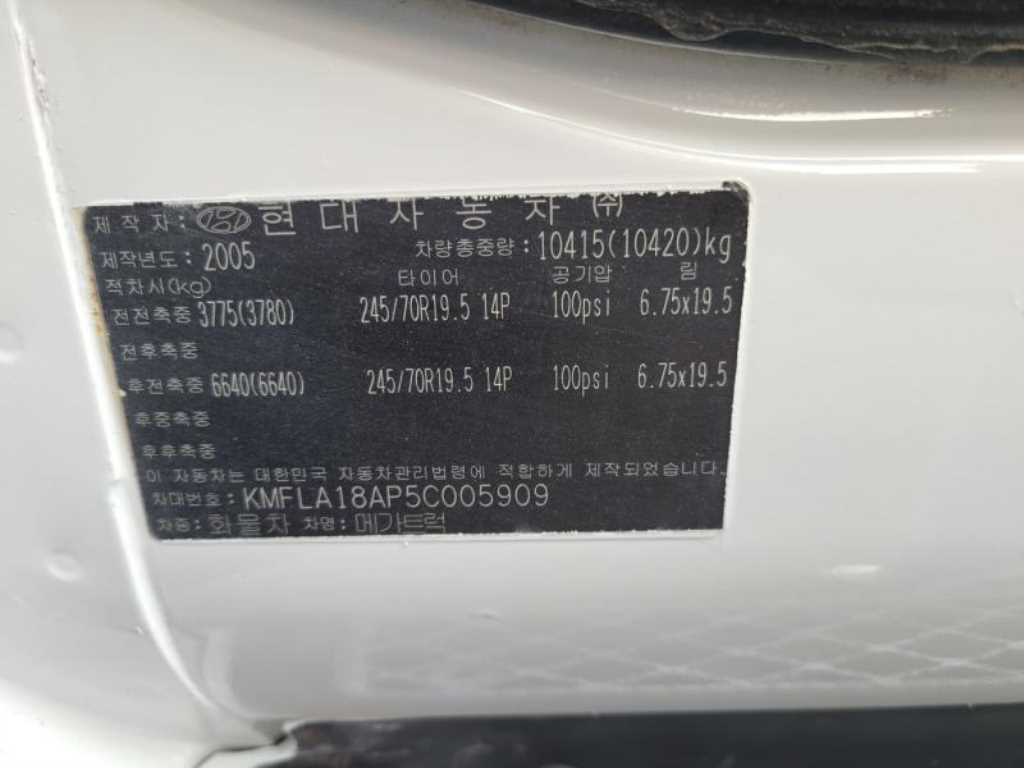 제작자: 현대자동차 ㈜
제작년도: 2005 차량총중량: 10415(10420)kg
적차시(kg) 타이어 공기압 림
전전축중 3775(3780) 245/70R19.5 14P 100psi 6.75x19.5
전후축중
후전축중 6640(6640) 245/70R19.5 14P 100psi 6.75x19.5
후중축중
후후축중
이 자동차는 대한민국 자동차관리법령에 적합하게 제작되었습니다.
차대번호: KMFLA18AP5C005909
차종: 화물차 차명: 메가트럭